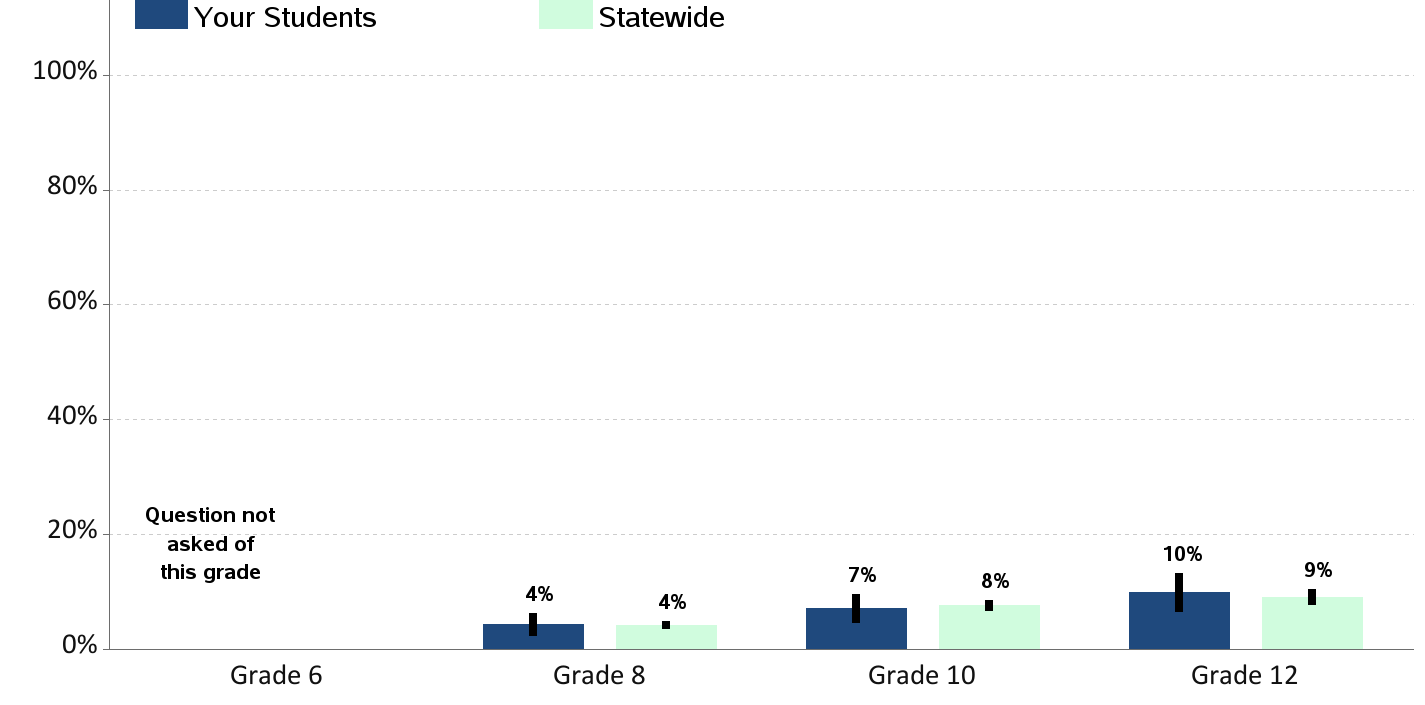 Your Students
Statewide
100%
80%
60%
40%
20%
0%
Question not
asked of
this grade
4%
4%
7%
8%
10%
9%
Grade 6
Grade 8
Grade 10
Grade 12